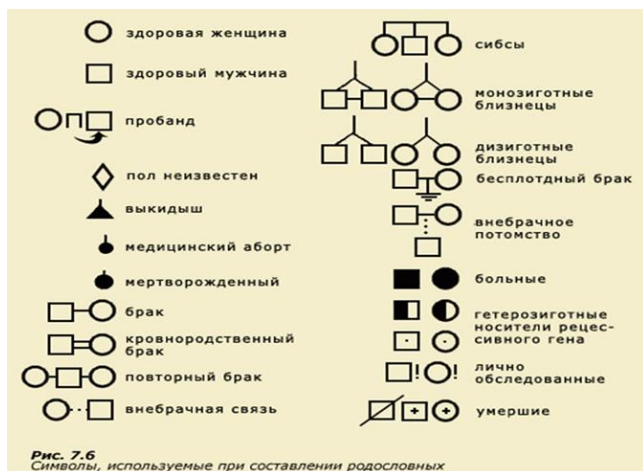 здоровая женщина
здоровый мужчина
пробанд
пол неизвестен
выкидыш
медицинский аборт
мертворожденный
брак
кровнородственный
брак
повторный брак
внебрачная связь
сибсы
монозиготные
близнецы
дизиготные
близнецы
бесплотдный брак
внебрачное
потомство
больные
гетерозиготные
носители рецес-
сивного гена
лично
обследованные
умершие
Рис. 7.6
Символы, используемые при составлении родословных